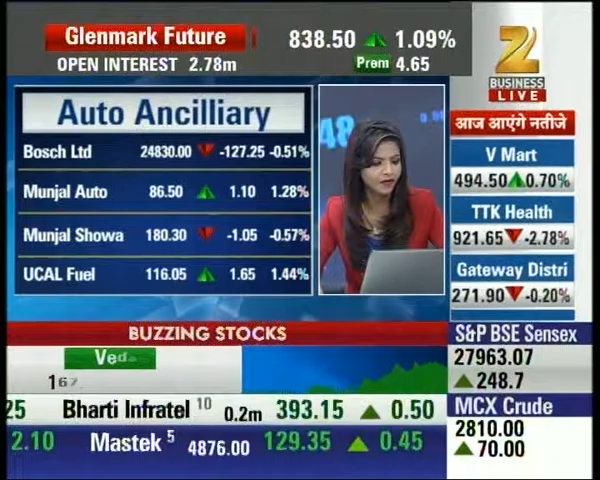 Glenmark Future
838.50 1.09%
OPEN INTEREST 2.78m
Prem 4.65
Z
BUSINESS
LIVE
Auto Ancilliary
Bosch Ltd 24830.00 -127.25 -0.51%
Munjal Auto 86.50 1.10 1.28%
Munjal Showa 180.30 -1.05 -0.57%
UCAL Fuel 116.05 1.65 1.44%
48
आज आएंगे नतीजे
V Mart
494.50 0.70%
TTK Health
921.65 -2.78%
Gateway Distri
271.90 -0.20%
BUZZING STOCKS
S&P BSE Sensex
27963.07
248.7
MCX Crude
2810.00
70.00
25 Bharti Infratel 10 0.2m 393.15 0.50
2.10 Mastek 5 4876.00 129.35 0.45